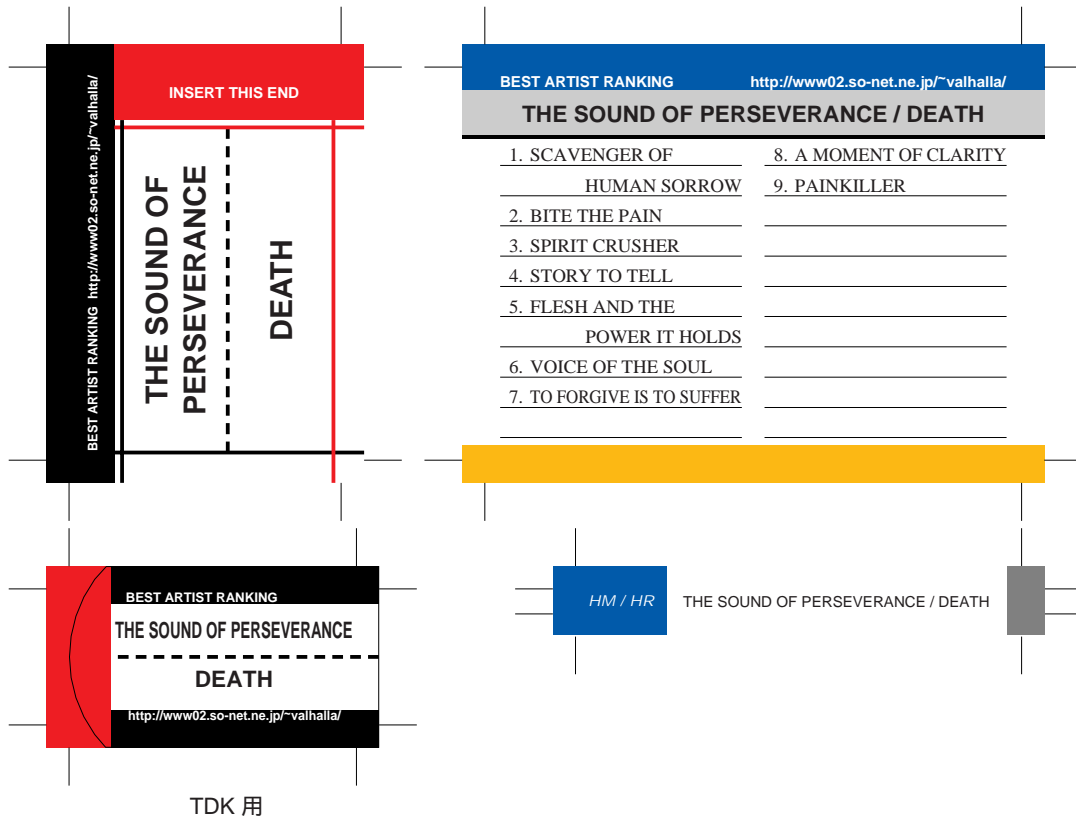 INSERT THIS END
BEST ARTIST RANKING http://www02.so-net.ne.jp/~valhalla/
THE SOUND OF
PERSEVERANCE
DEATH
BEST ARTIST RANKING http://www02.so-net.ne.jp/~valhalla/
THE SOUND OF PERSEVERANCE / DEATH
1. SCAVENGER OF
HUMAN SORROW
2. BITE THE PAIN
3. SPIRIT CRUSHER
4. STORY TO TELL
5. FLESH AND THE
POWER IT HOLDS
6. VOICE OF THE SOUL
7. TO FORGIVE IS TO SUFFER
8. A MOMENT OF CLARITY
9. PAINKILLER
BEST ARTIST RANKING
THE SOUND OF PERSEVERANCE
DEATH
http://www02.so-net.ne.jp/~valhalla/
TDK 用
HM / HR
THE SOUND OF PERSEVERANCE / DEATH